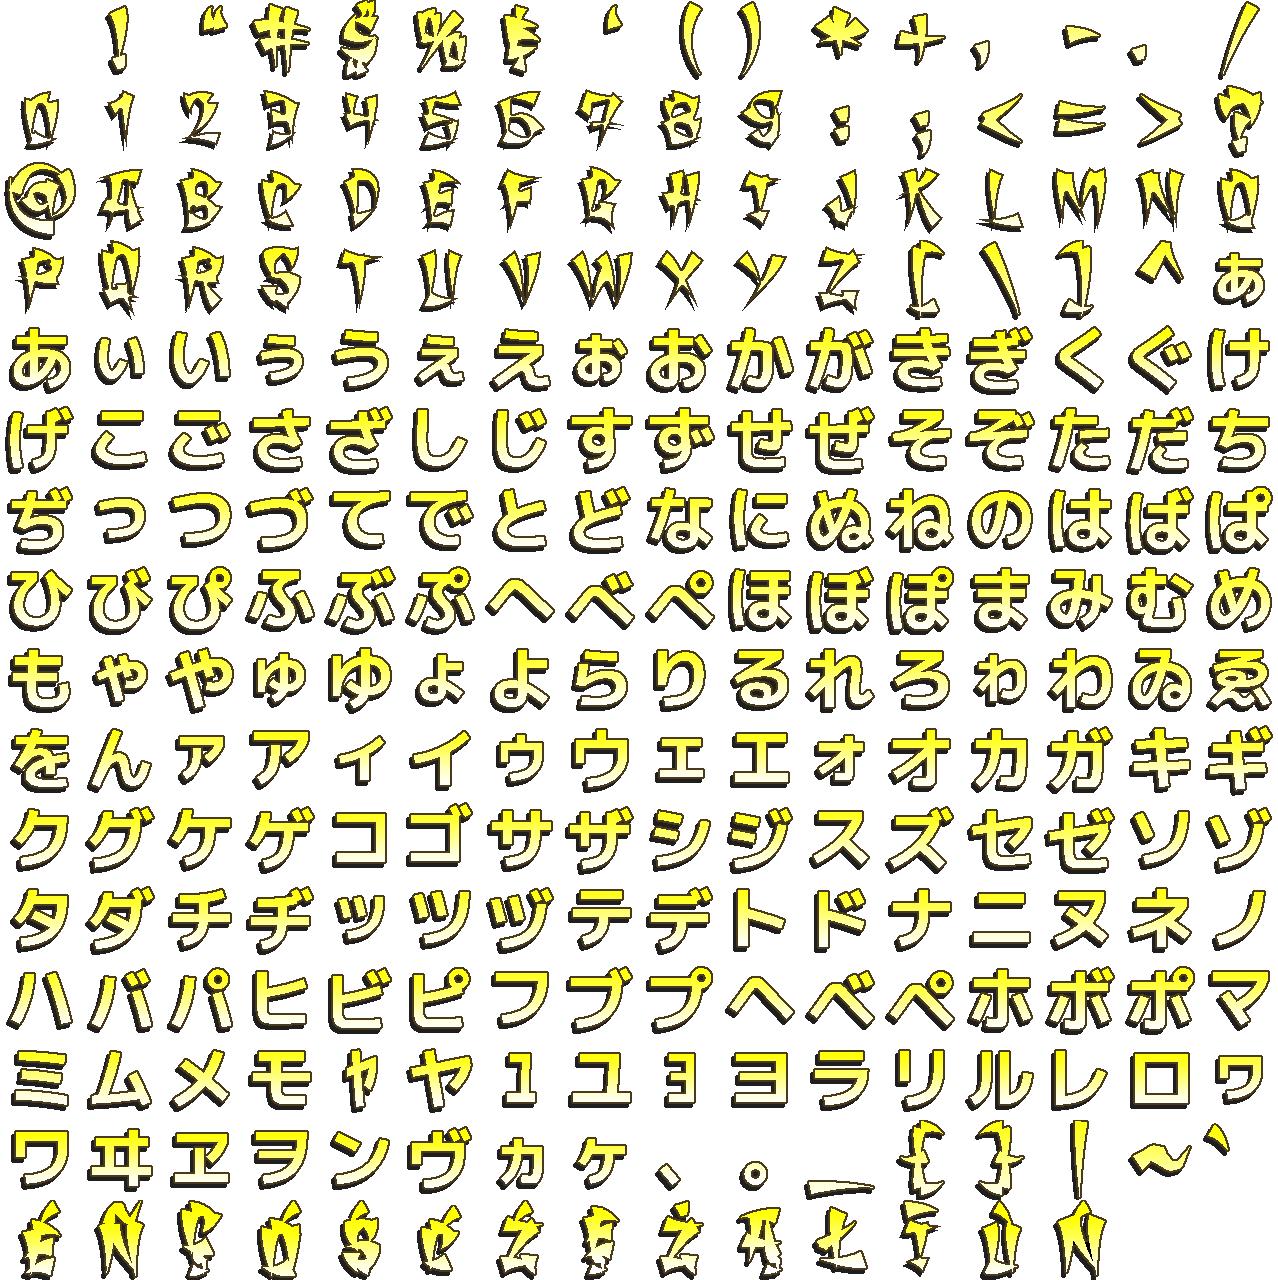 ! “ # $ % & ‘ ( ) * + , - . /
0 1 2 3 4 5 6 7 8 9 : ; < = > ?
@ A B C D E F G H I J K L M N O
P Q R S T U V W X Y Z [ \ ] ^ ぁ
あ ぃ い ぅ う ぇ え ぉ お か が き ぎ く ぐ け
げ こ ご さ ざ し じ す ず せ ぜ そ ぞ た だ ち
ぢ っ つ づ て で と ど な に ぬ ね の は ば ぱ
ひ び ぴ ふ ぶ ぷ へ べ ぺ ほ ぼ ぽ ま み む め
も ゃ や ゅ ゆ ょ よ ら り る れ ろ ゎ わ ゐ ゑ
を ん ァ ア ィ イ ゥ ウ ェ エ ォ オ カ ガ キ ギ
ク グ ケ ゲ コ ゴ サ ザ シ ジ ス ズ セ ゼ ソ ゾ
タ ダ チ ヂ ッ ツ ヅ テ デ ト ド ナ ニ ヌ ネ ノ
ハ バ パ ヒ ビ ピ フ ブ プ ヘ ベ ペ ホ ボ ポ マ
ミ ム メ モ ャ ヤ ュ ユ ョ ヨ ラ リ ル レ ロ ヮ
ワ ヰ ヱ ヲ ン ヴ ヵ ヶ 、 。 _ { } | ~ `
É Ñ Ş Ó Ś Ć Ź Ę Ż Ą Ł Ù Ń